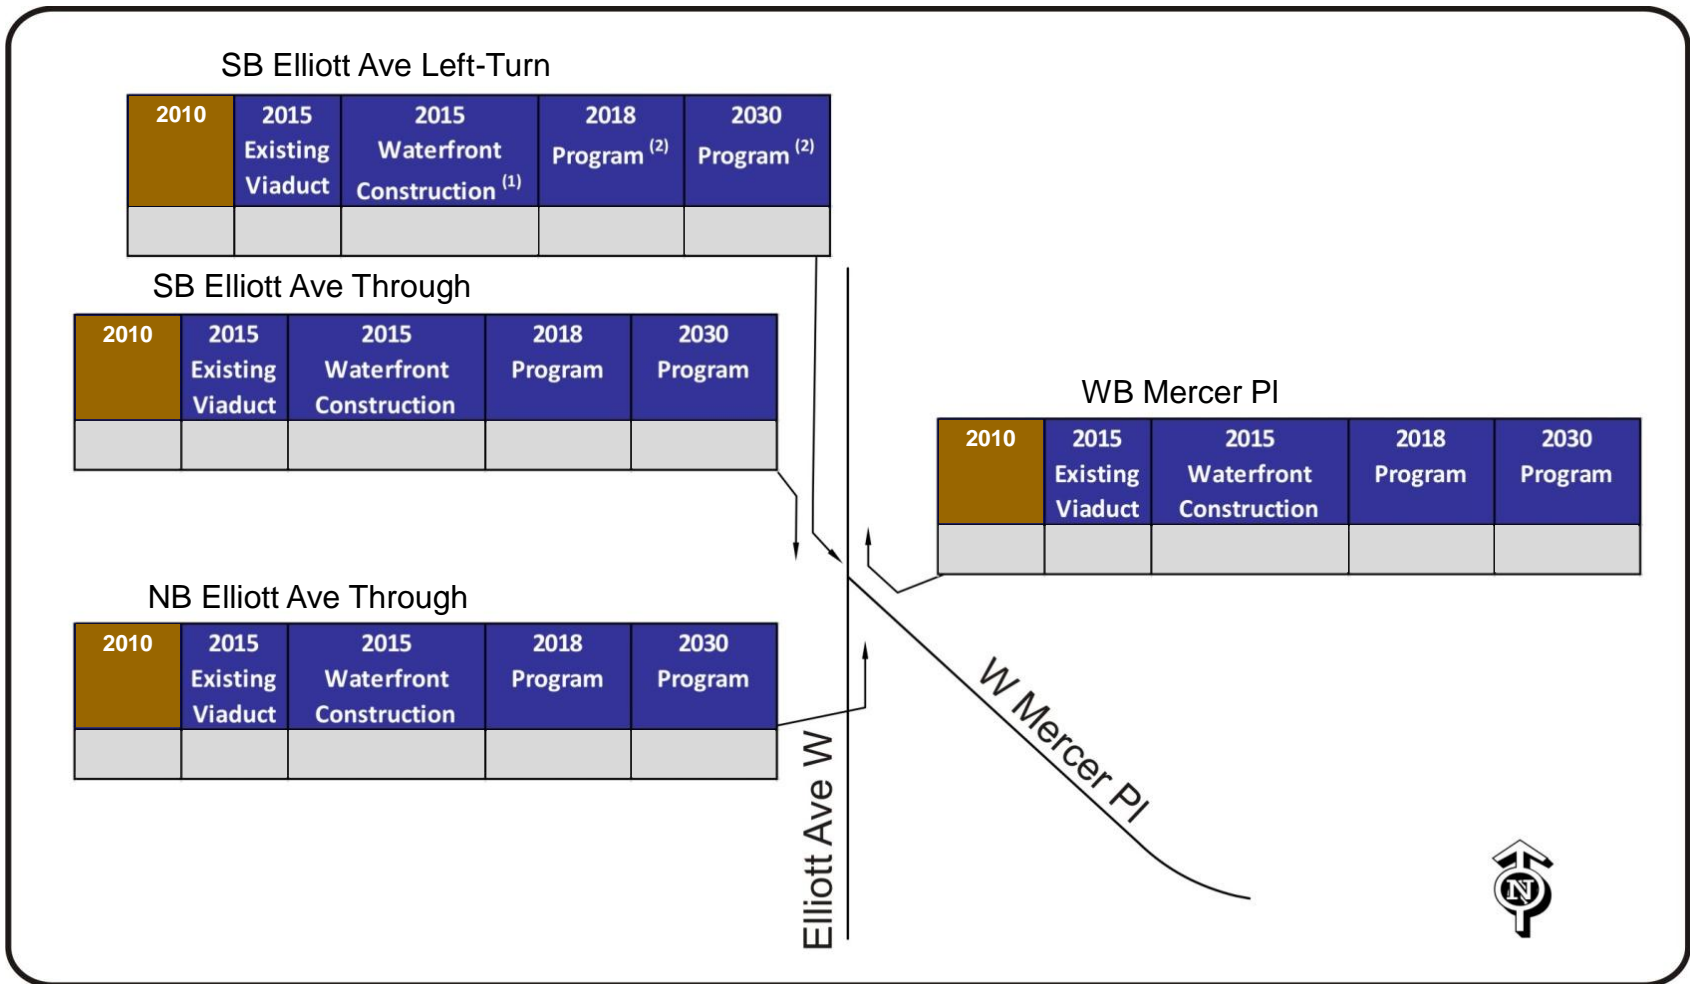 SB Elliott Ave Left-Turn
2010 2015 2015 2018 2030
Existing Waterfront Program (2) Program (2)
Viaduct Construction (1)
SB Elliott Ave Through
2010 2015 2015 2018 2030
Existing Waterfront Program Program
Viaduct Construction
WB Mercer Pl
2010 2015 2015 2018 2030
Existing Waterfront Program Program
Viaduct Construction
NB Elliott Ave Through
2010 2015 2015 2018 2030
Existing Waterfront Program Program
Viaduct Construction
Elliott Ave W
W Mercer Pl
N